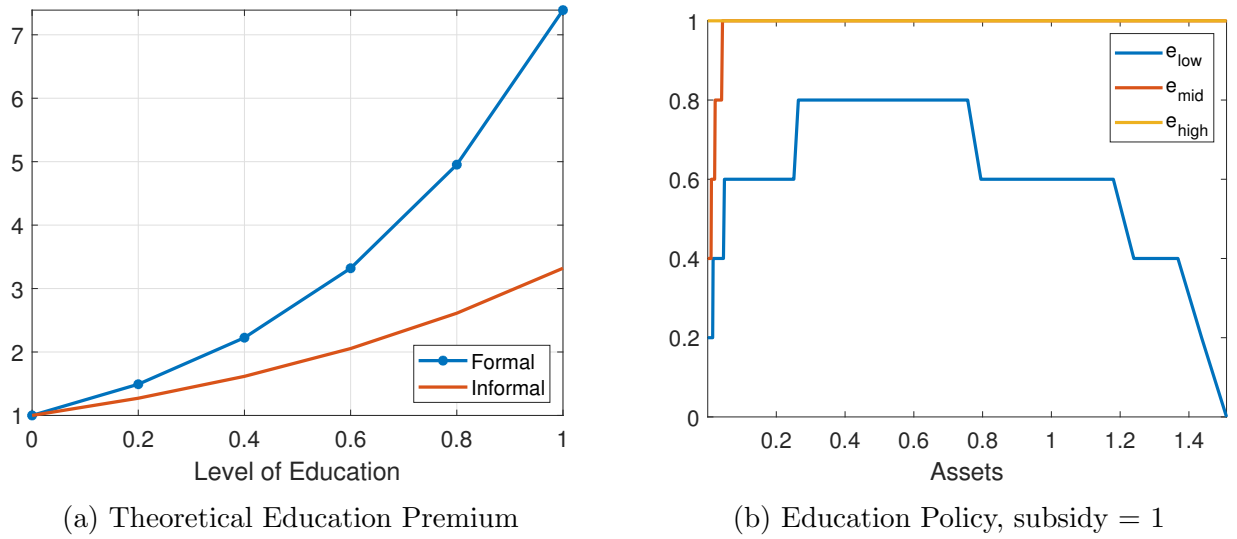 7
6
5
4
3
2
1
0
0.2
0.4
0.6
0.8
1
Level of Education
Formal
Informal
(a) Theoretical Education Premium
1
0.8
0.6
0.4
0.2
0
0.2
0.4
0.6
0.8
1
1.2
1.4
Assets
e_low
e_mid
e_high
(b) Education Policy, subsidy = 1